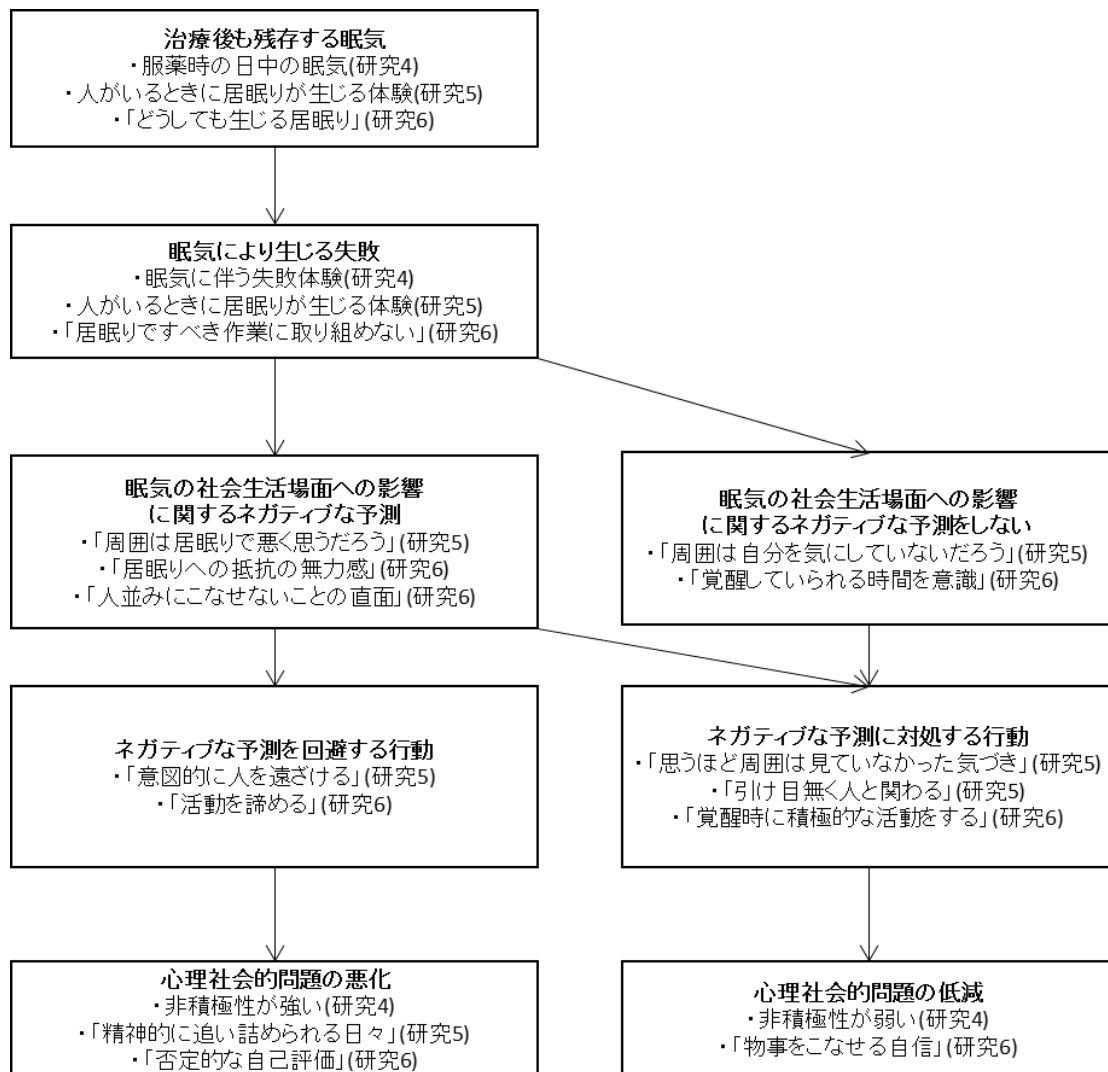 治療後も残存する眠気
・服薬時の日中の眠気(研究4)
・人がいるときに居眠りが生じる体験(研究5)
・「どうしても生じる居眠り」(研究6)
眠気により生じる失敗
・眠気に伴う失敗体験(研究4)
・人がいるときに居眠りが生じる体験(研究5)
・「居眠りですべき作業に取り組めない」(研究6)
眠気の社会生活場面への影響
に関するネガティブな予測
・「周囲は居眠りで悪く思うだろう」(研究5)
・「居眠りへの抵抗の無力感」(研究6)
・「人並みにこなせないことの直面」(研究6)
眠気の社会生活場面への影響
に関するネガティブな予測をしない
・「周囲は自分を気にしていないだろう」(研究5)
・「覚醒していられる時間を意識」(研究6)
ネガティブな予測を回避する行動
・「意図的に人を遠ざける」(研究5)
・「活動を諦める」(研究6)
ネガティブな予測に対処する行動
・「思うほど周囲は見ていなかった気づき」(研究5)
・「引け目無く人と関わる」(研究5)
・「覚醒時に積極的な活動をする」(研究6)
心理社会的問題の悪化
・非積極性が強い(研究4)
・「精神的に追い詰められる日々」(研究5)
・「否定的な自己評価」(研究6)
心理社会的問題の低減
・非積極性が弱い(研究4)
・「物事をこなせる自信」(研究6)